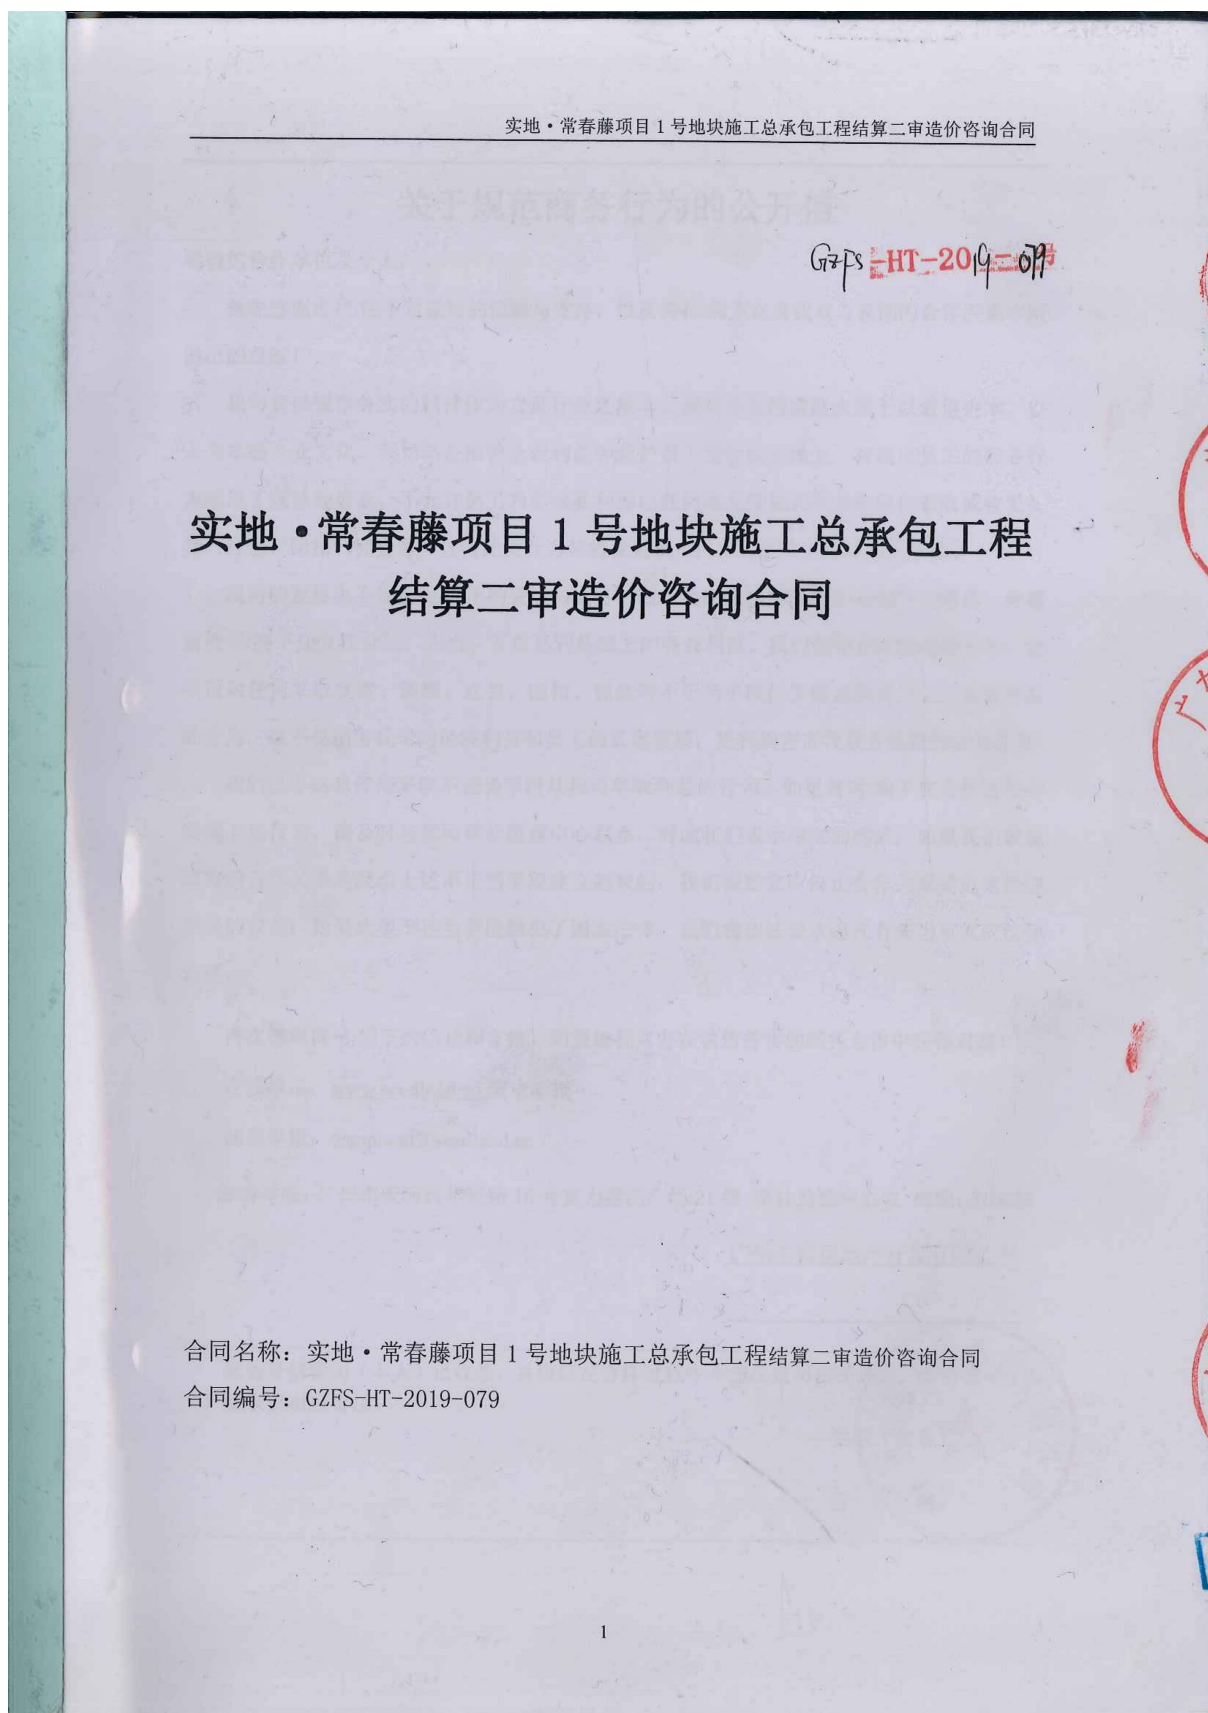 实地·常春藤项目1号地块施工总承包工程结算二审造价咨询合同
GZFS-HT-2019-079号
实地·常春藤项目1号地块施工总承包工程
结算二审造价咨询合同
合同名称：实地·常春藤项目1号地块施工总承包工程结算二审造价咨询合同
合同编号：GZFS-HT-2019-079
1